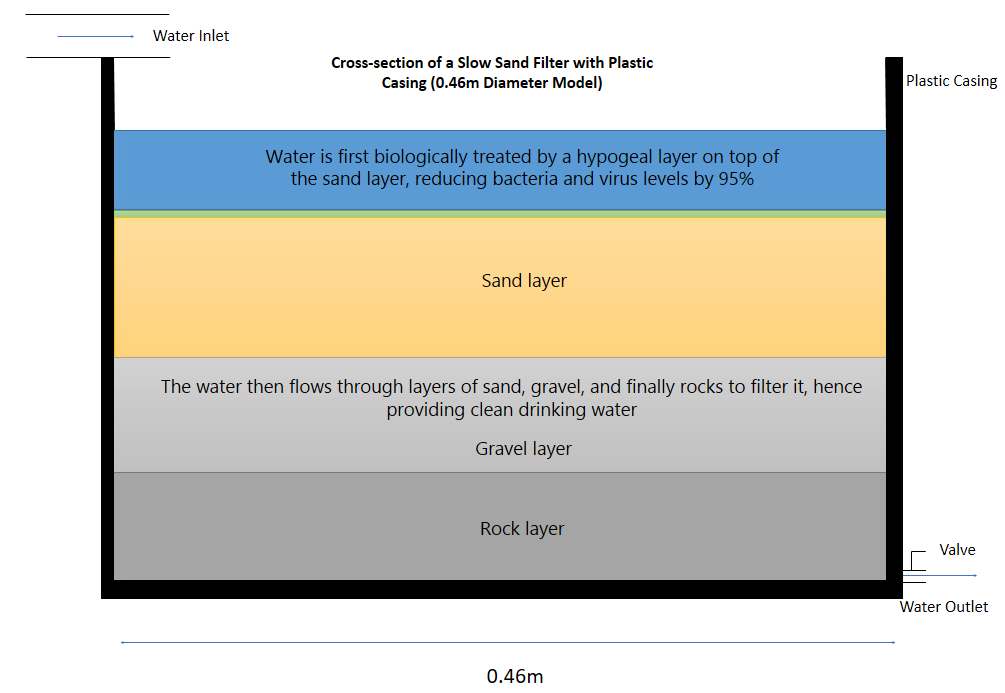 Water Inlet
Cross-section of a Slow Sand Filter with Plastic
Casing (0.46m Diameter Model)
Plastic Casing
Water is first biologically treated by a hypogeal layer on top of
the sand layer, reducing bacteria and virus levels by 95%
Sand layer
The water then flows through layers of sand, gravel, and finally rocks to filter it, hence
providing clean drinking water
Gravel layer
Rock layer
Valve
Water Outlet
0.46m